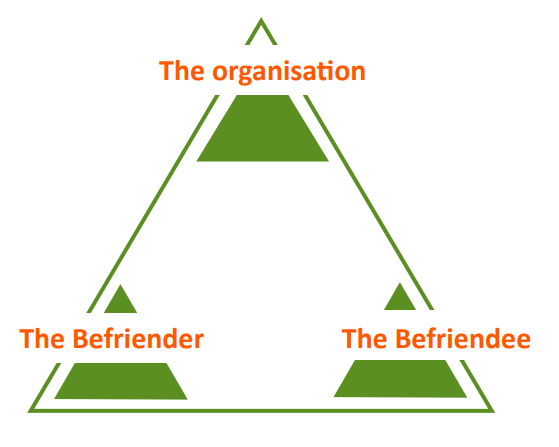 The organisation
The Befriender
The Befriendee